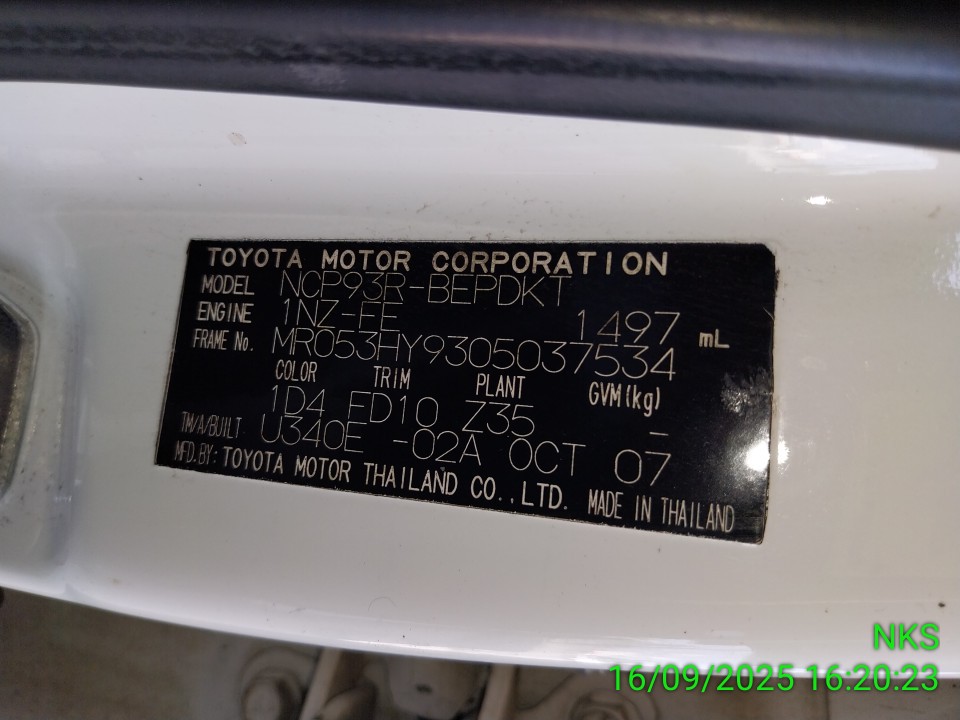 TOYOTA MOTOR CORPORATION
MODEL NCP93R-BEPDKT
ENGINE 1NZ-FE 1497 mL
FRAME No. MR053HY9305037534
COLOR TRIM PLANT GVM(kg)
1D4 FD10 Z35 -
TM/A/BUILT U340E -02A OCT 07
MFD.BY: TOYOTA MOTOR THAILAND CO.,LTD. MADE IN THAILAND
NKS
16/09/2025 16:20:23